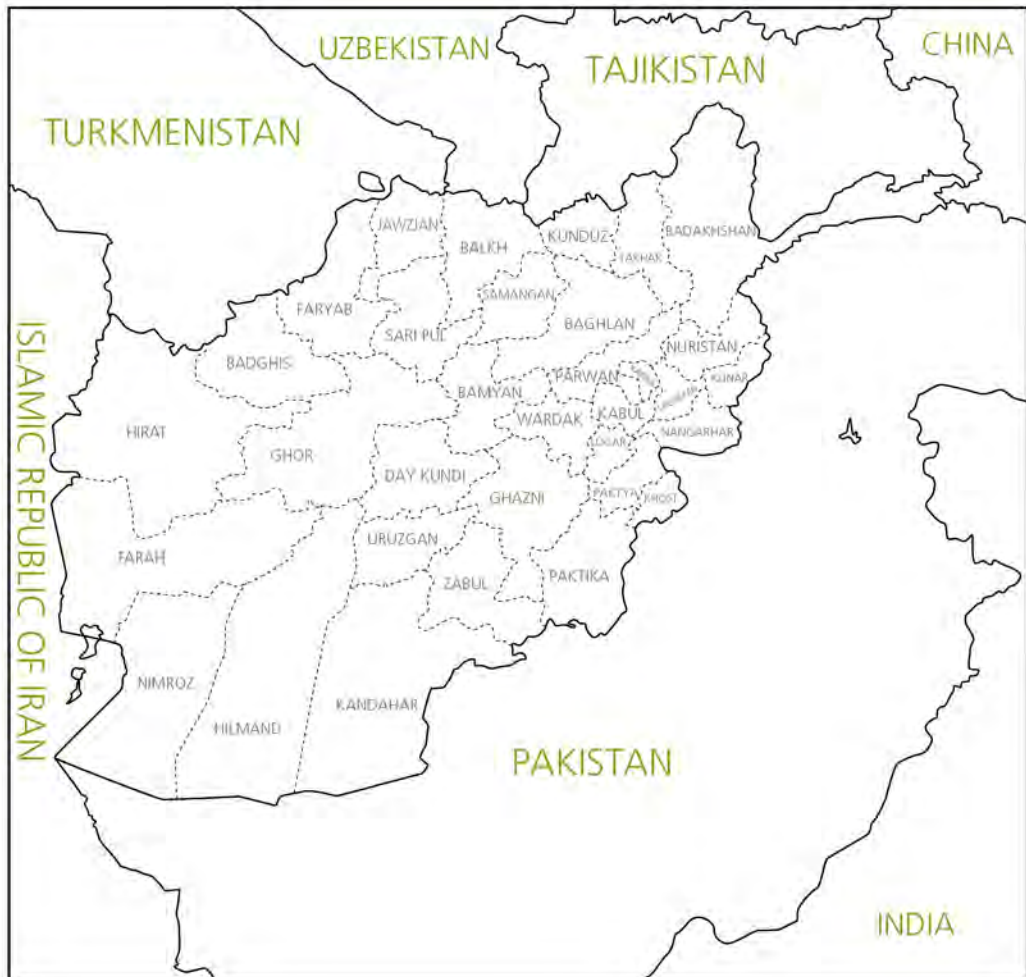 UZBEKISTAN
CHINA
TAJIKISTAN
TURKMENISTAN
JAWZJAN
BALKH
KUNDUZ
BADAKHSHAN
TAKHAR
SAMANGAN
FARYAB
BAGHLAN
SARI PUL
NURISTAN
BADGHIS
PARWAN
KUNAR
BAMYAN
KABUL
WARDAK
HIRAT
NANGARHAR
LOGAR
GHOR
DAY KUNDI
GHAZNI
PAKTYA
KHOST
URUZGAN
FARAH
PAKTIKA
ZABUL
ISLAMIC REPUBLIC OF IRAN
NIMROZ
KANDAHAR
HILMAND
PAKISTAN
INDIA